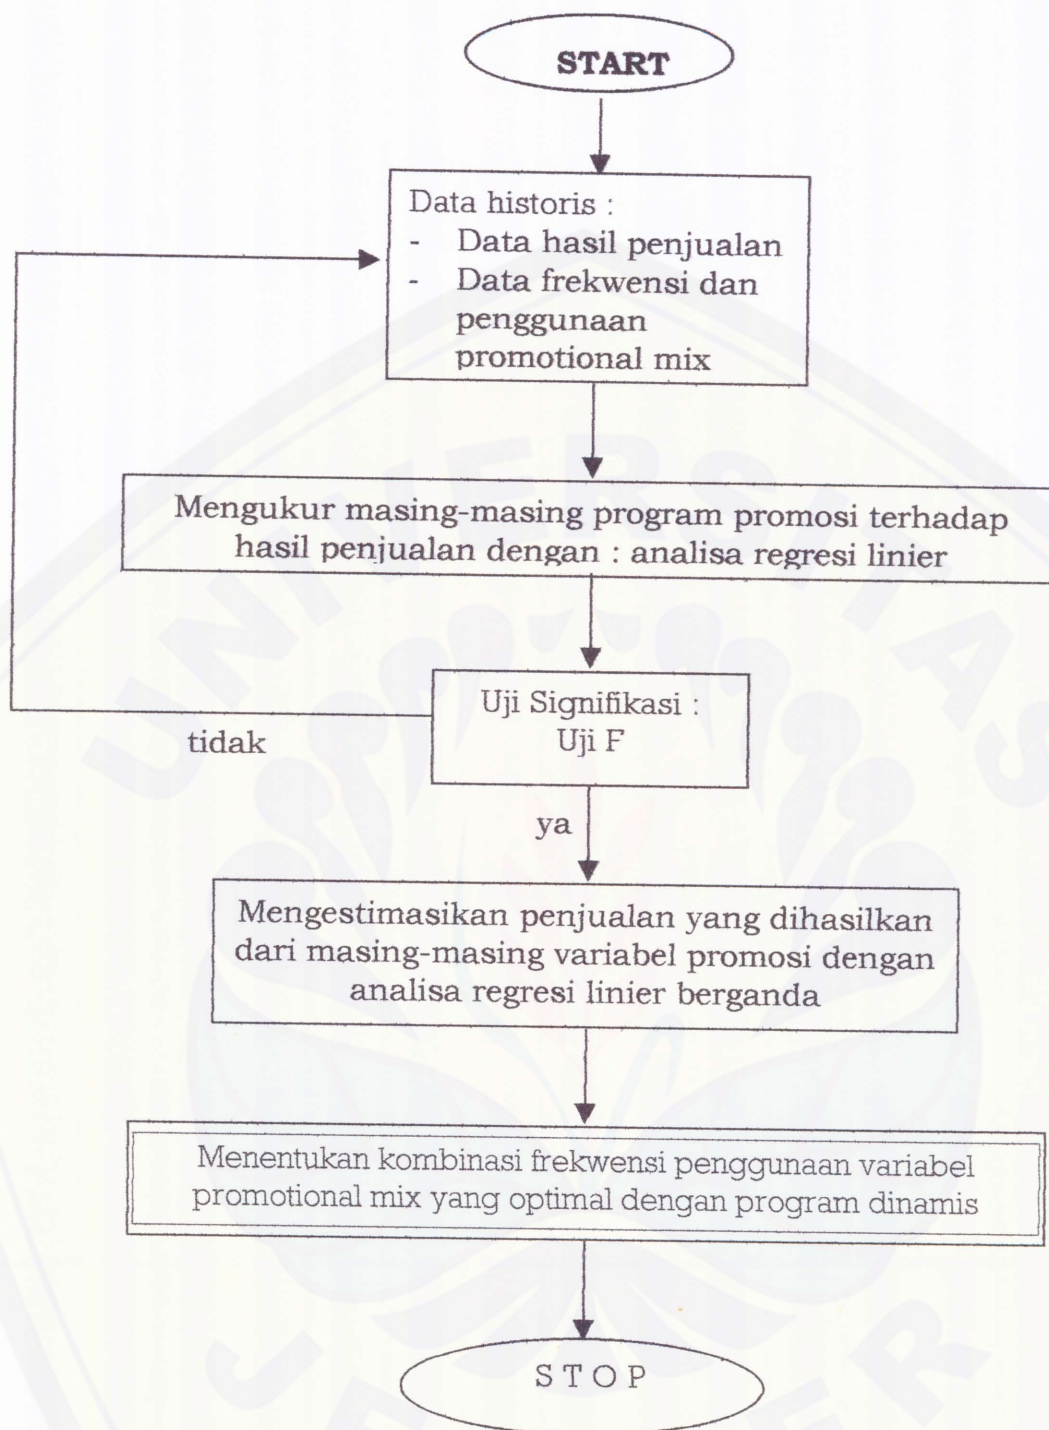 START
Data historis :
- Data hasil penjualan
- Data frekwensi dan
penggunaan
promotional mix
Mengukur masing-masing program promosi terhadap
hasil penjualan dengan : analisa regresi linier
Uji Signifikasi :
Uji F
tidak
ya
Mengestimasikan penjualan yang dihasilkan
dari masing-masing variabel promosi dengan
analisa regresi linier berganda
Menentukan kombinasi frekwensi penggunaan variabel
promotional mix yang optimal dengan program dinamis
S T O P
UNIVERSITAS
JEMBER